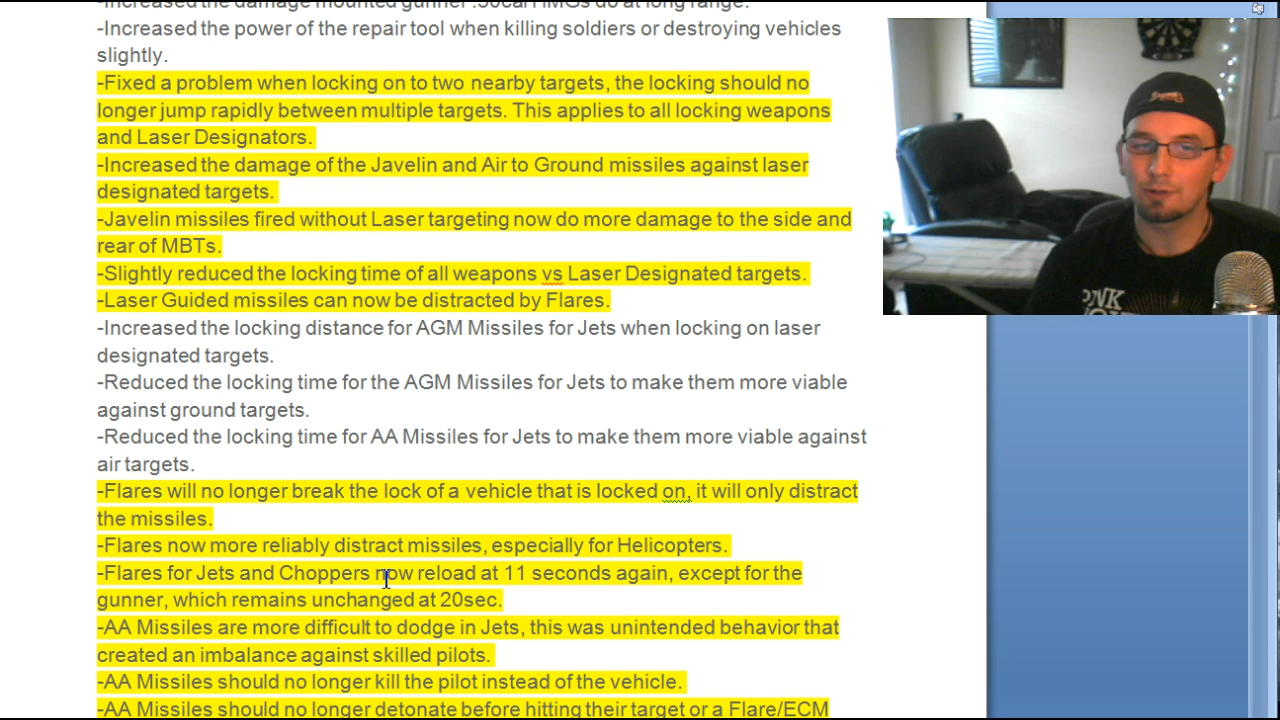 -Increased the damage mounted gunner .50cal HMGs do at long range.
-Increased the power of the repair tool when killing soldiers or destroying vehicles
slightly.
-Fixed a problem when locking on to two nearby targets, the locking should no
longer jump rapidly between multiple targets. This applies to all locking weapons
and Laser Designators.
-Increased the damage of the Javelin and Air to Ground missiles against laser
designated targets.
-Javelin missiles fired without Laser targeting now do more damage to the side and
rear of MBTs.
-Slightly reduced the locking time of all weapons vs Laser Designated targets.
-Laser Guided missiles can now be distracted by Flares.
-Increased the locking distance for AGM Missiles for Jets when locking on laser
designated targets.
-Reduced the locking time for the AGM Missiles for Jets to make them more viable
against ground targets.
-Reduced the locking time for AA Missiles for Jets to make them more viable against
air targets.
-Flares will no longer break the lock of a vehicle that is locked on, it will only distract
the missiles.
-Flares now more reliably distract missiles, especially for Helicopters.
-Flares for Jets and Choppers now reload at 11 seconds again, except for the
gunner, which remains unchanged at 20sec.
-AA Missiles are more difficult to dodge in Jets, this was unintended behavior that
created an imbalance against skilled pilots.
-AA Missiles should no longer kill the pilot instead of the vehicle.
-AA Missiles should no longer detonate before hitting their target or a Flare/ECM